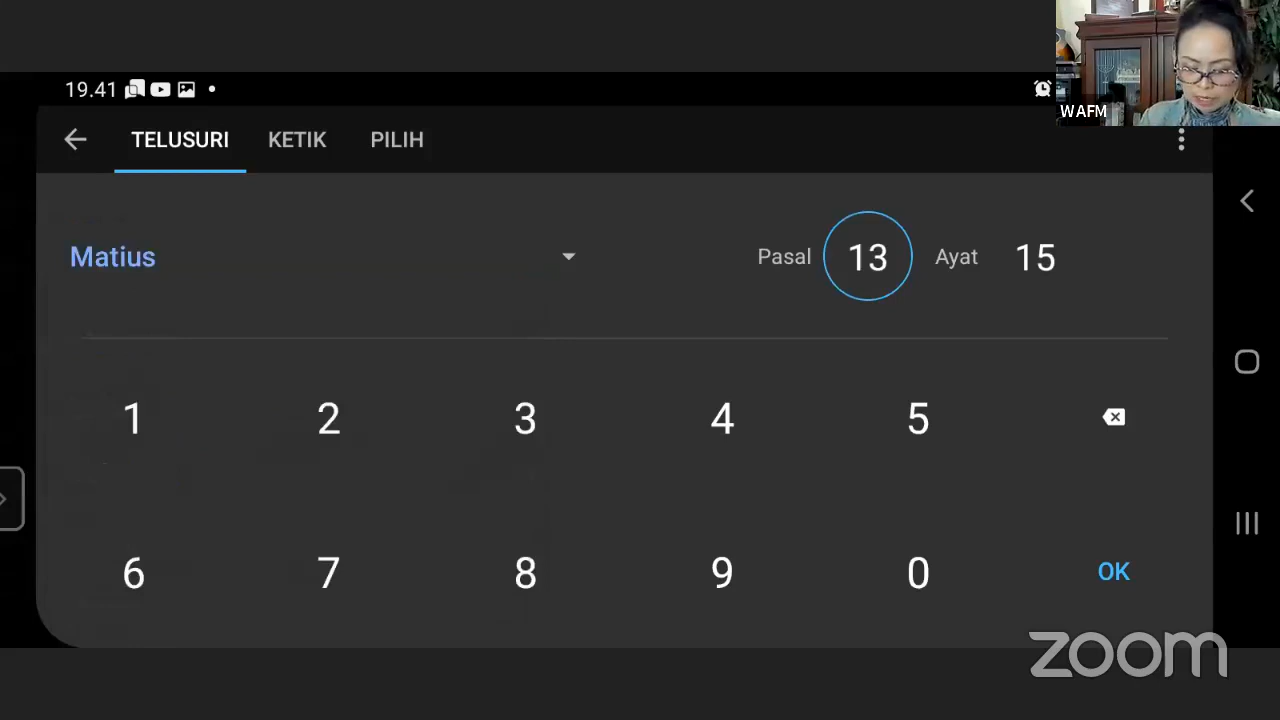 19.41
WAFM
TELUSURI KETIK PILIH
Matius Pasal 13 Ayat 15
1 2 3 4 5
6 7 8 9 0 OK
zoom